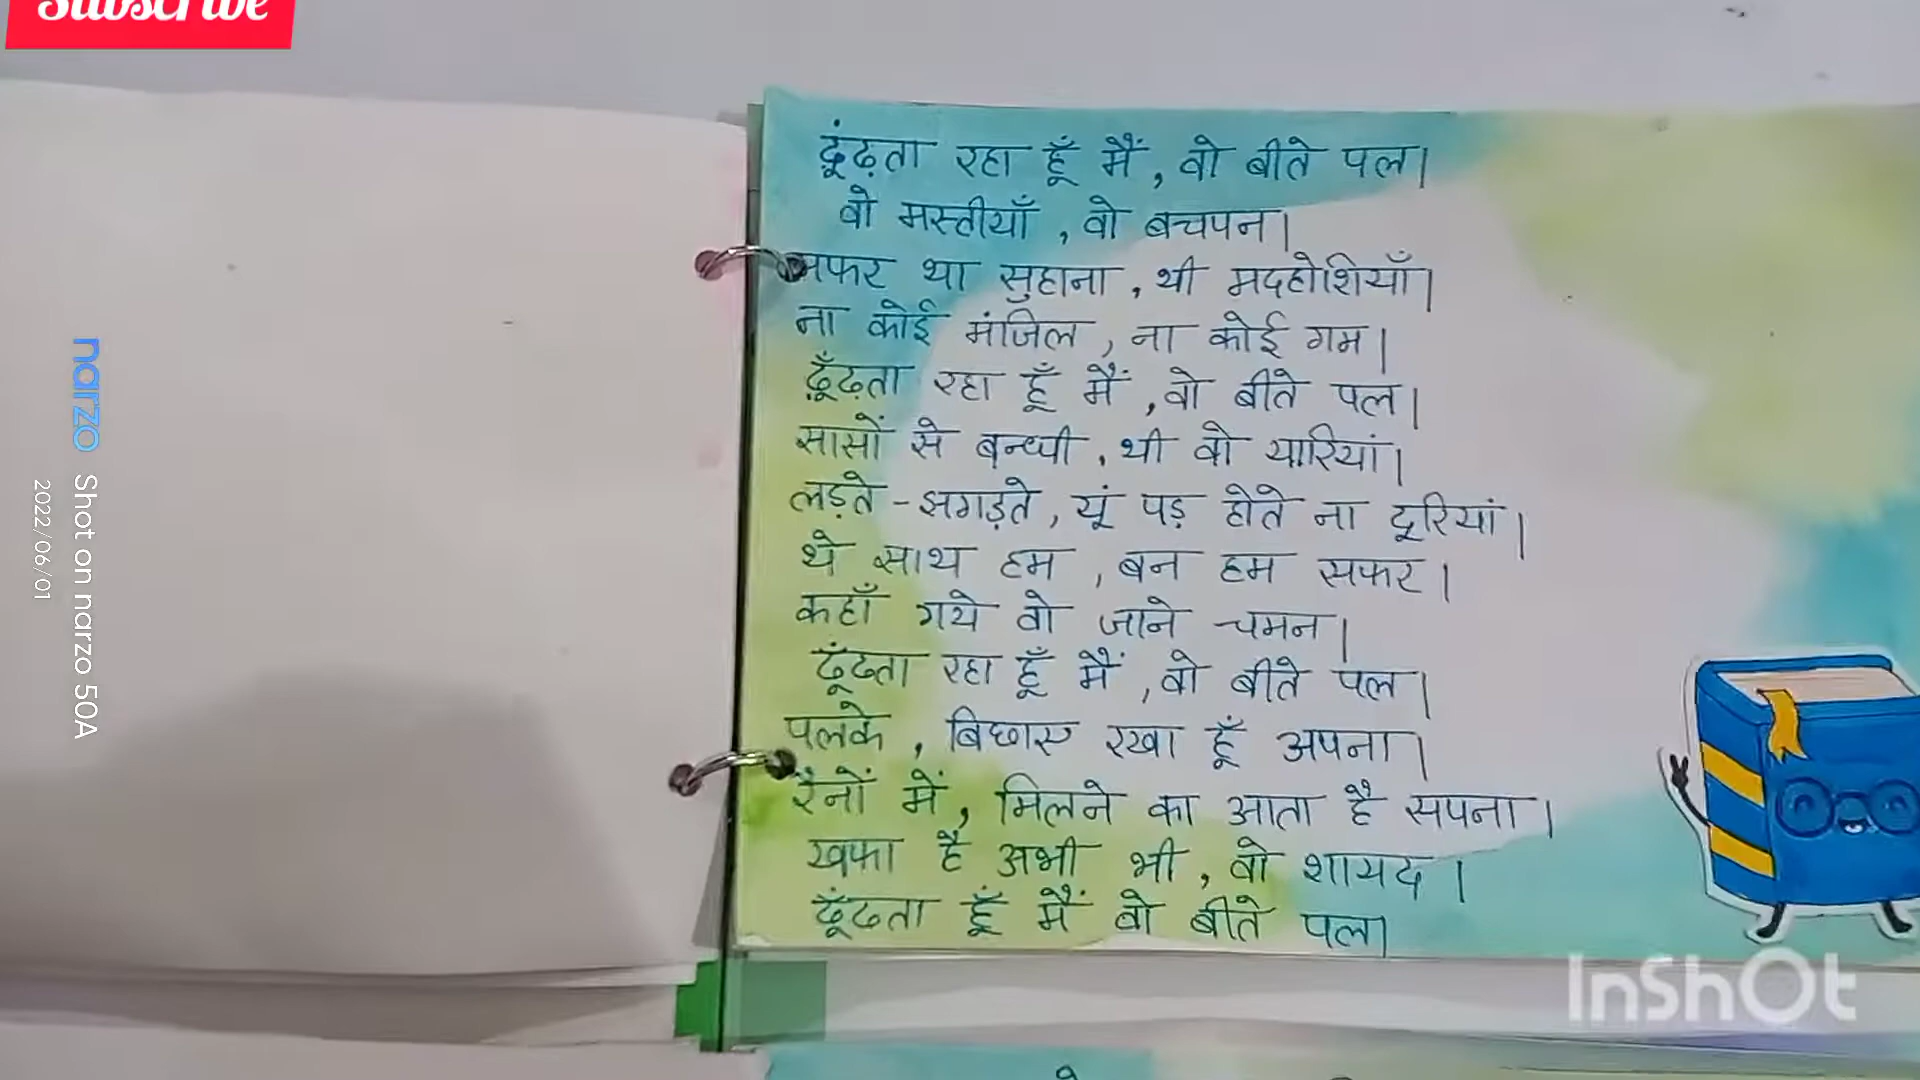 Subscribe
ढूंढ़ता रहा हूँ मैं, वो बीते पल।
वो मस्तीयाँ, वो बचपन।
सफर था सुहाना, थी मदहोशियाँ।
ना कोई मंजिल, ना कोई गम।
ढ़ूँढ़ता रहा हूँ मैं, वो बीते पल।
सासों से बन्धी, थी वो यारियां।
लड़ते-झगड़ते, यूं पड़ होते ना दूरियां।
थे साथ हम, बन हम सफर।
कहाँ गये वो जाने चमन।
ढूंढता रहा हूँ मैं, वो बीते पल।
पलके, बिछाए रखा हूँ अपना।
रैनों में, मिलने का आता है सपना।
खफा है अभी भी, वो शायद।
ढूँढता हूँ मैं वो बीते पल।
narzo Shot on narzo 50A
2022/06/01
InShOt